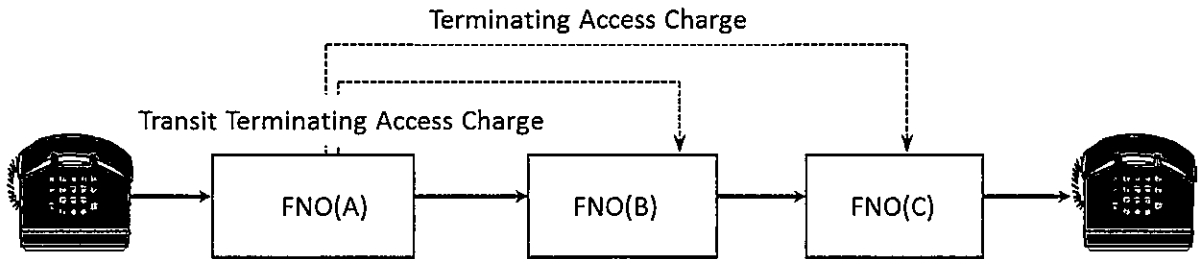 Terminating Access Charge
Transit Terminating Access Charge
FNO(A)
FNO(B)
FNO(C)